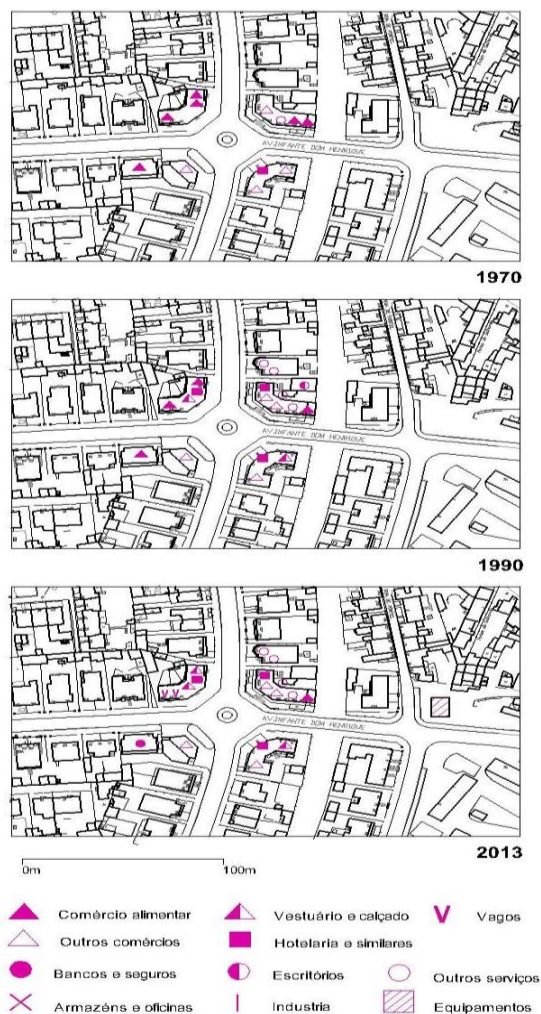 AV.INFANTE DOM HENRIQUE
1970
AV.INFANTE DOM HENRIQUE
1990
AV.INFANTE DOM HENRIQUE
2013
0m 100m
Comércio alimentar Vestuário e calçado V Vagos
Outros comércios Hotelaria e similares
Bancos e seguros Escritórios Outros serviços
Armazéns e oficinas Industria Equipamentos